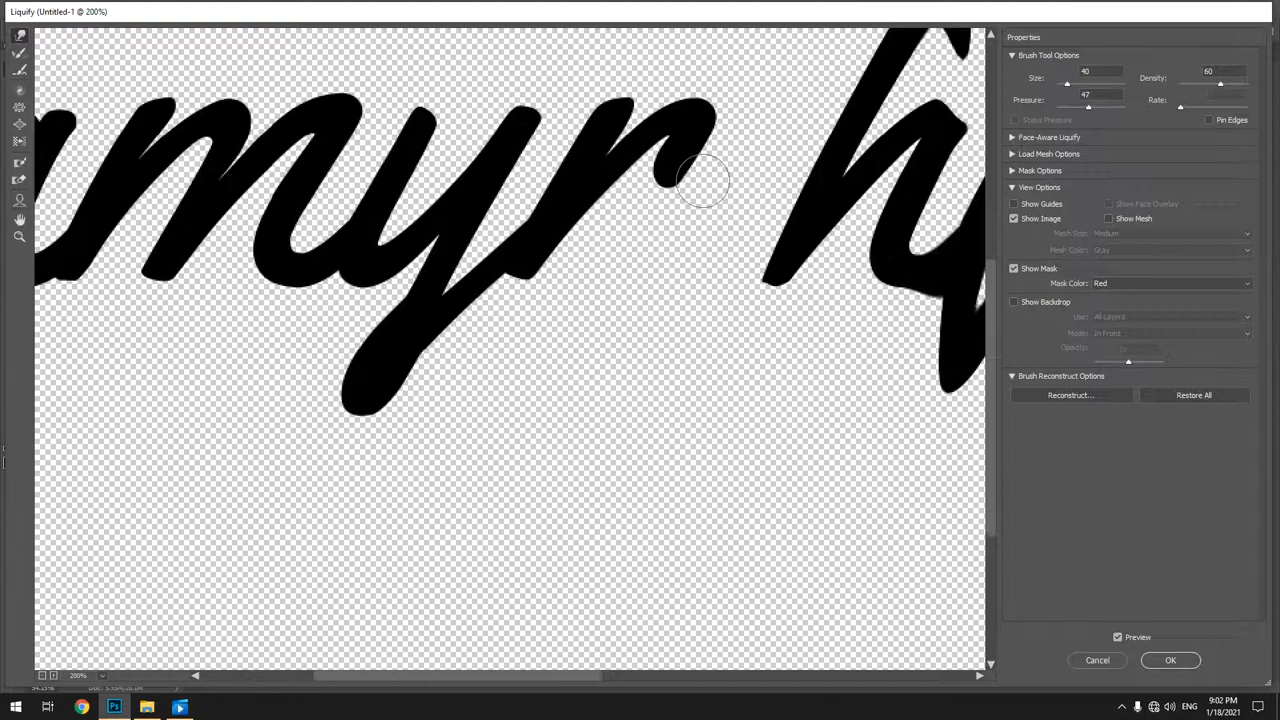 Liquify (Untitled-1 @ 200%)
myr h
Properties
Brush Tool Options
Size: 40
Density: 60
Pressure: 47
Rate:
Stylus Pressure
Pin Edges
Face-Aware Liquify
Load Mesh Options
Mask Options
View Options
Show Guides
Show Face Overlay
Show Image
Show Mesh
Mesh Size: Medium
Mesh Color: Gray
Show Mask
Mask Color: Red
Show Backdrop
Use: All Layers
Mode: In Front
Opacity: 50
Brush Reconstruct Options
Reconstruct...
Restore All
Preview
Cancel
OK
200%
Ps
ENG
9:02 PM
1/18/2021